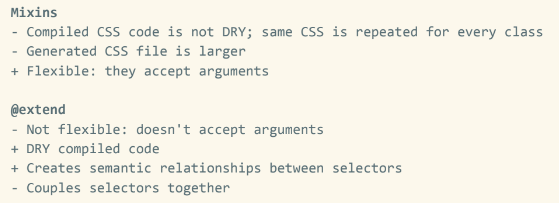 Mixins
- Compiled CSS code is not DRY; same CSS is repeated for every class
- Generated CSS file is larger
+ Flexible: they accept arguments
@extend
- Not flexible: doesn't accept arguments
+ DRY compiled code
+ Creates semantic relationships between selectors
- Couples selectors together